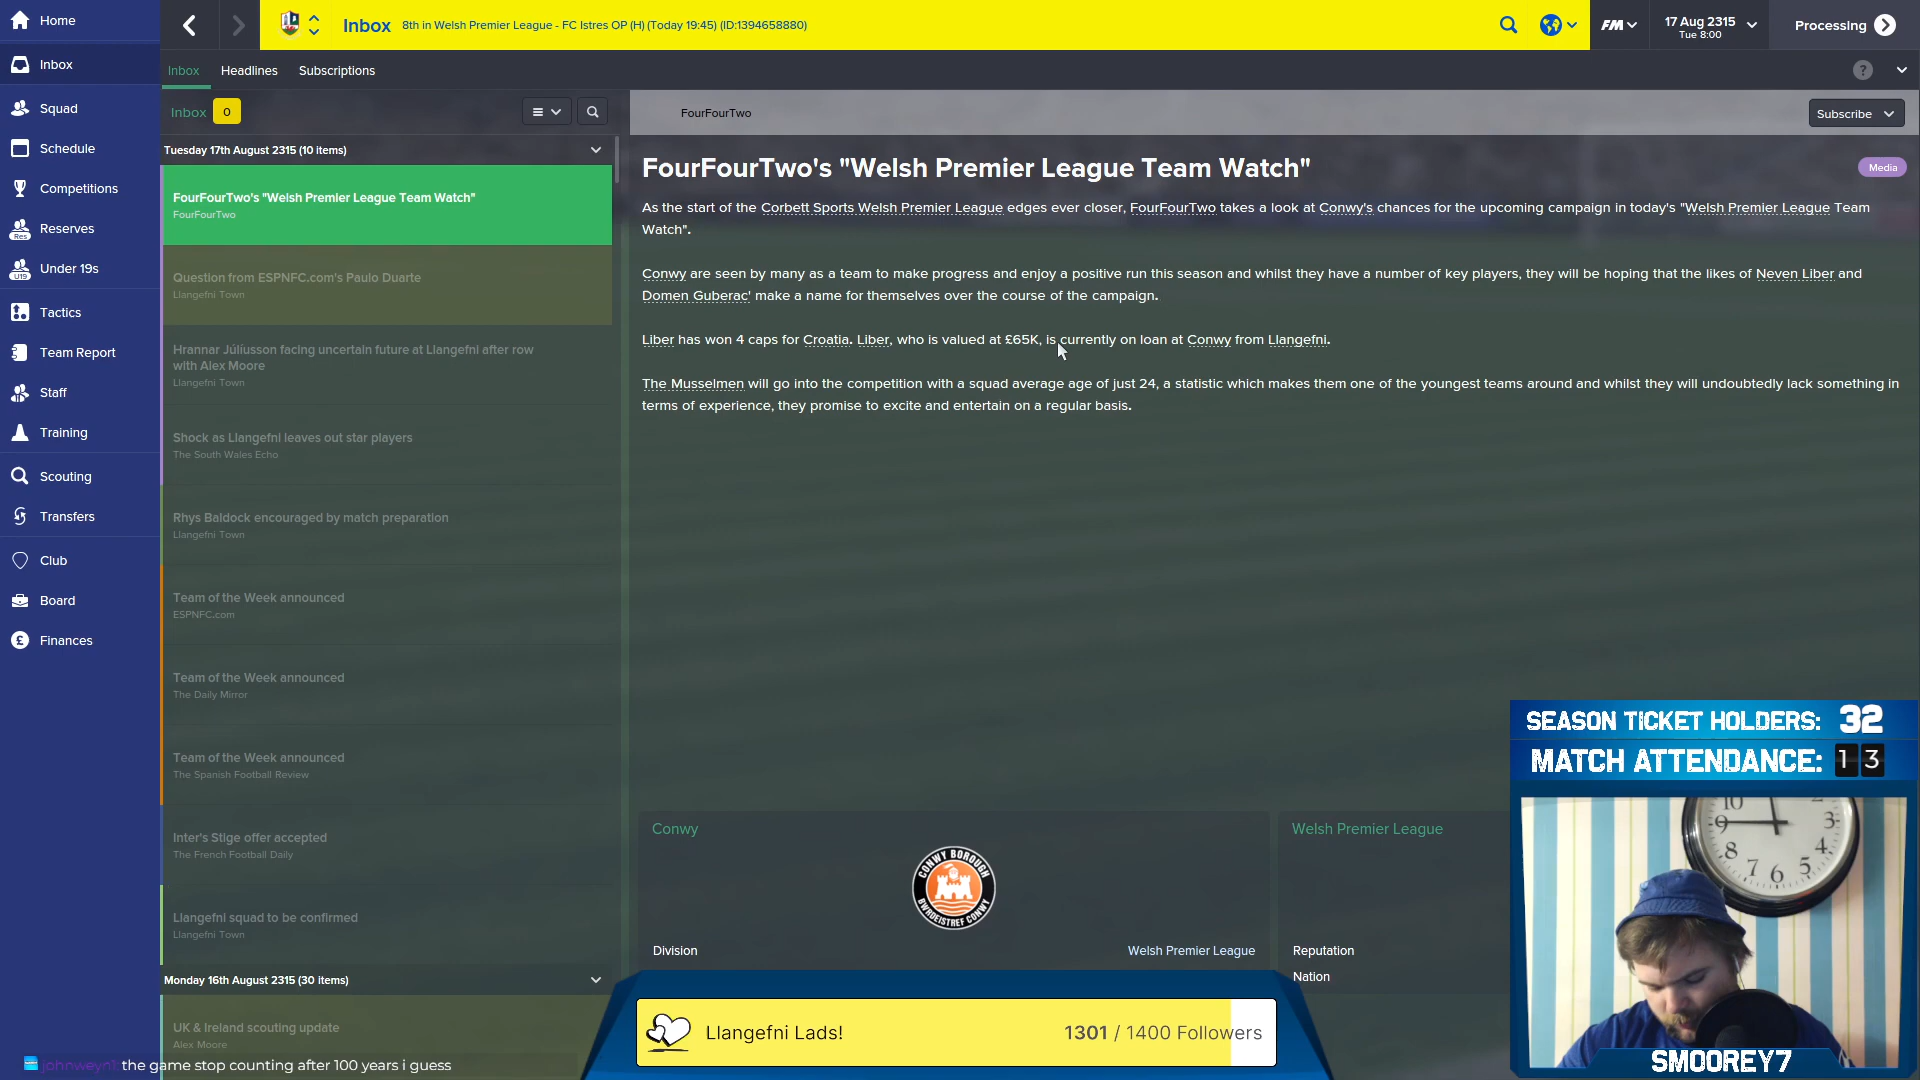 Home
Inbox
Squad
Schedule
Competitions
Reserves
Res
Under 19s
U19
Tactics
Team Report
Staff
Training
Scouting
Transfers
Club
Board
Finances
Inbox
8th in Welsh Premier League - FC Istres OP (H) (Today 19:45) (ID:1394658880)
FM
17 Aug 2315
Tue 8:00
Processing
Inbox
Headlines
Subscriptions
?
Inbox
0
Tuesday 17th August 2315 (10 items)
FourFourTwo's "Welsh Premier League Team Watch"
FourFourTwo
Question from ESPNFC.com's Paulo Duarte
Llangefni Town
Hrannar Júlíusson facing uncertain future at Llangefni after row
with Alex Moore
Llangefni Town
Shock as Llangefni leaves out star players
The South Wales Echo
Rhys Baldock encouraged by match preparation
Llangefni Town
Team of the Week announced
ESPNFC.com
Team of the Week announced
The Daily Mirror
Team of the Week announced
The Spanish Football Review
Inter's Stige offer accepted
The French Football Daily
Llangefni squad to be confirmed
Llangefni Town
Monday 16th August 2315 (30 items)
UK & Ireland scouting update
Alex Moore
FourFourTwo
Subscribe
FourFourTwo's "Welsh Premier League Team Watch"
Media
As the start of the Corbett Sports Welsh Premier League edges ever closer, FourFourTwo takes a look at Conwy's chances for the upcoming campaign in today's "Welsh Premier League Team
Watch".
Conwy are seen by many as a team to make progress and enjoy a positive run this season and whilst they have a number of key players, they will be hoping that the likes of Neven Liber and
Domen Guberac' make a name for themselves over the course of the campaign.
Liber has won 4 caps for Croatia. Liber, who is valued at £65K, is currently on loan at Conwy from Llangefni.
The Musselmen will go into the competition with a squad average age of just 24, a statistic which makes them one of the youngest teams around and whilst they will undoubtedly lack something in
terms of experience, they promise to excite and entertain on a regular basis.
Conwy
CONWY BOROUGH
BWRDEISTREF CONWY
Division
Welsh Premier League
Welsh Premier League
Reputation
Nation
SEASON TICKET HOLDERS: 32
MATCH ATTENDANCE: 13
10 2 9 3 8 4 7 6 5
SMOOREY7
Llangefni Lads!
1301 / 1400 Followers
the game stop counting after 100 years i guess